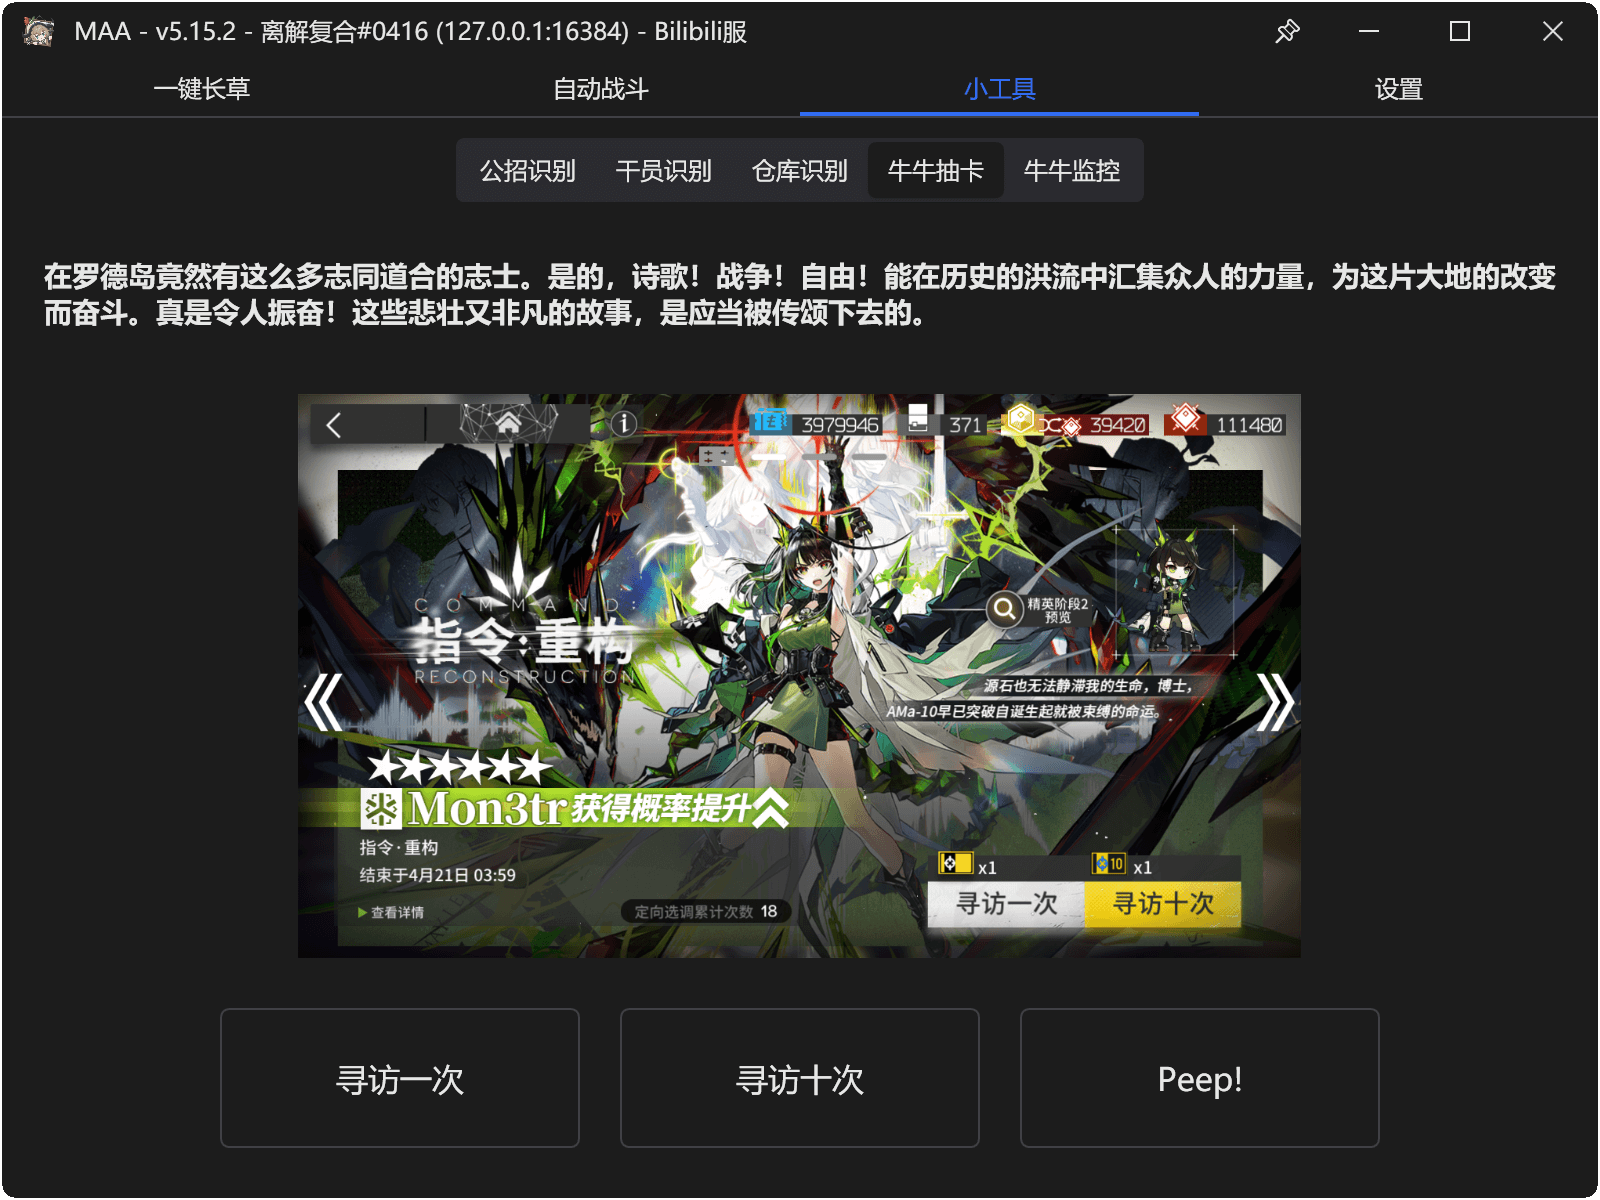 MAA - v5.15.2 - 离解复合#0416 (127.0.0.1:16384) - Bilibili服
一键长草
自动战斗
小工具
设置
公招识别
干员识别
仓库识别
牛牛抽卡
牛牛监控
在罗德岛竟然有这么多志同道合的志士。是的，诗歌！战争！自由！能在历史的洪流中汇集众人的力量，为这片大地的改变
而奋斗。真是令人振奋！这些悲壮又非凡的故事，是应当被传颂下去的。
3979946
371
39420
111480
COMMAND:
指令:重构
RECONSTRUCTION
精英阶段2
预览
源石也无法静滞我的生命，博士，
AMa-10早已突破自诞生起就被束缚的命运。
Mon3tr获得概率提升
指令·重构
结束于4月21日 03:59
查看详情
定向选调累计次数 18
x1
10 x1
寻访一次
寻访十次
寻访一次
寻访十次
Peep!